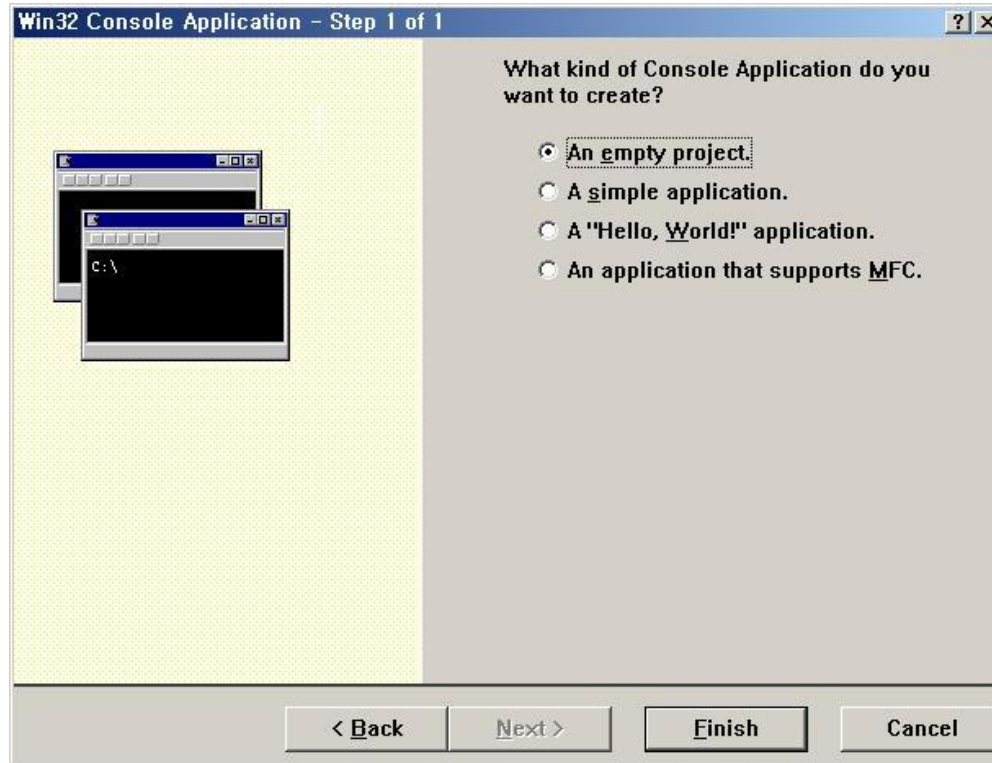 Win32 Console Application - Step 1 of 1
What kind of Console Application do you
want to create?
An empty project.
A simple application.
A "Hello, World!" application.
An application that supports MFC.
C:\
< Back
Next >
Finish
Cancel